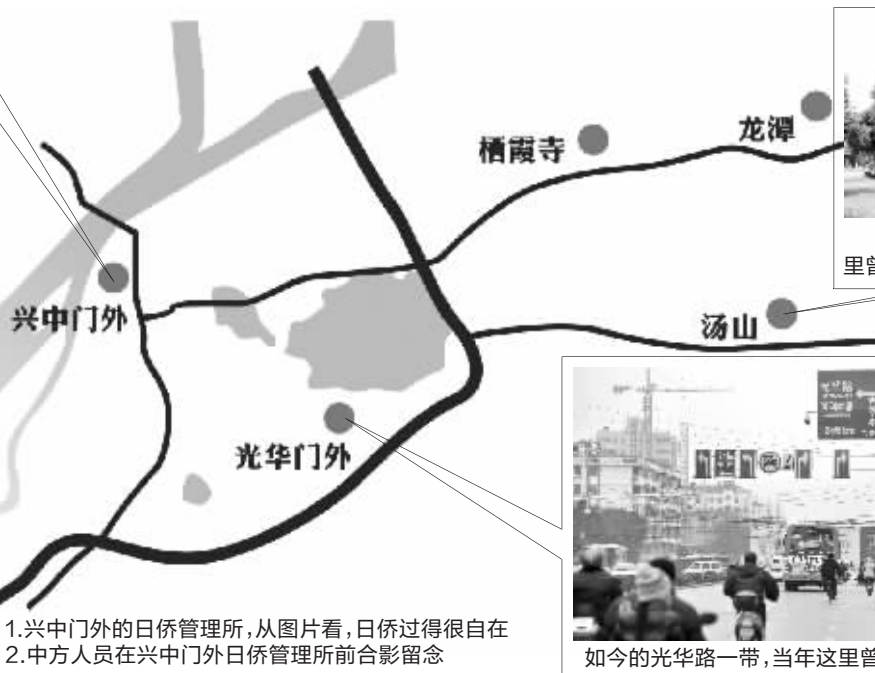 栖霞寺
龙潭
里曾
兴中门外
汤山
光华门外
1.兴中门外的日侨管理所,从图片看,日侨过得很自在
2.中方人员在兴中门外日侨管理所前合影留念
如今的光华路一带,当年这里曾